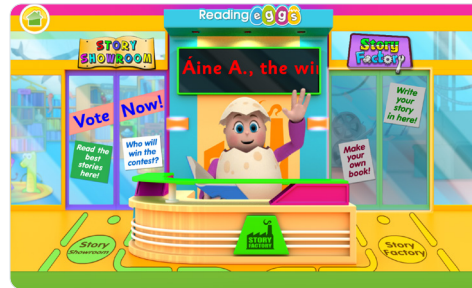 Reading eggs
STORY
SHOWROOM
Áine A., the wi
Story
Factory
Vote Now!
Read the
best
stories
here!
Who will
win the
contest?
Write
your
story
in here!
Make
your
own
book!
STORY
FACTORY
Story
Showroom
Story
Factory